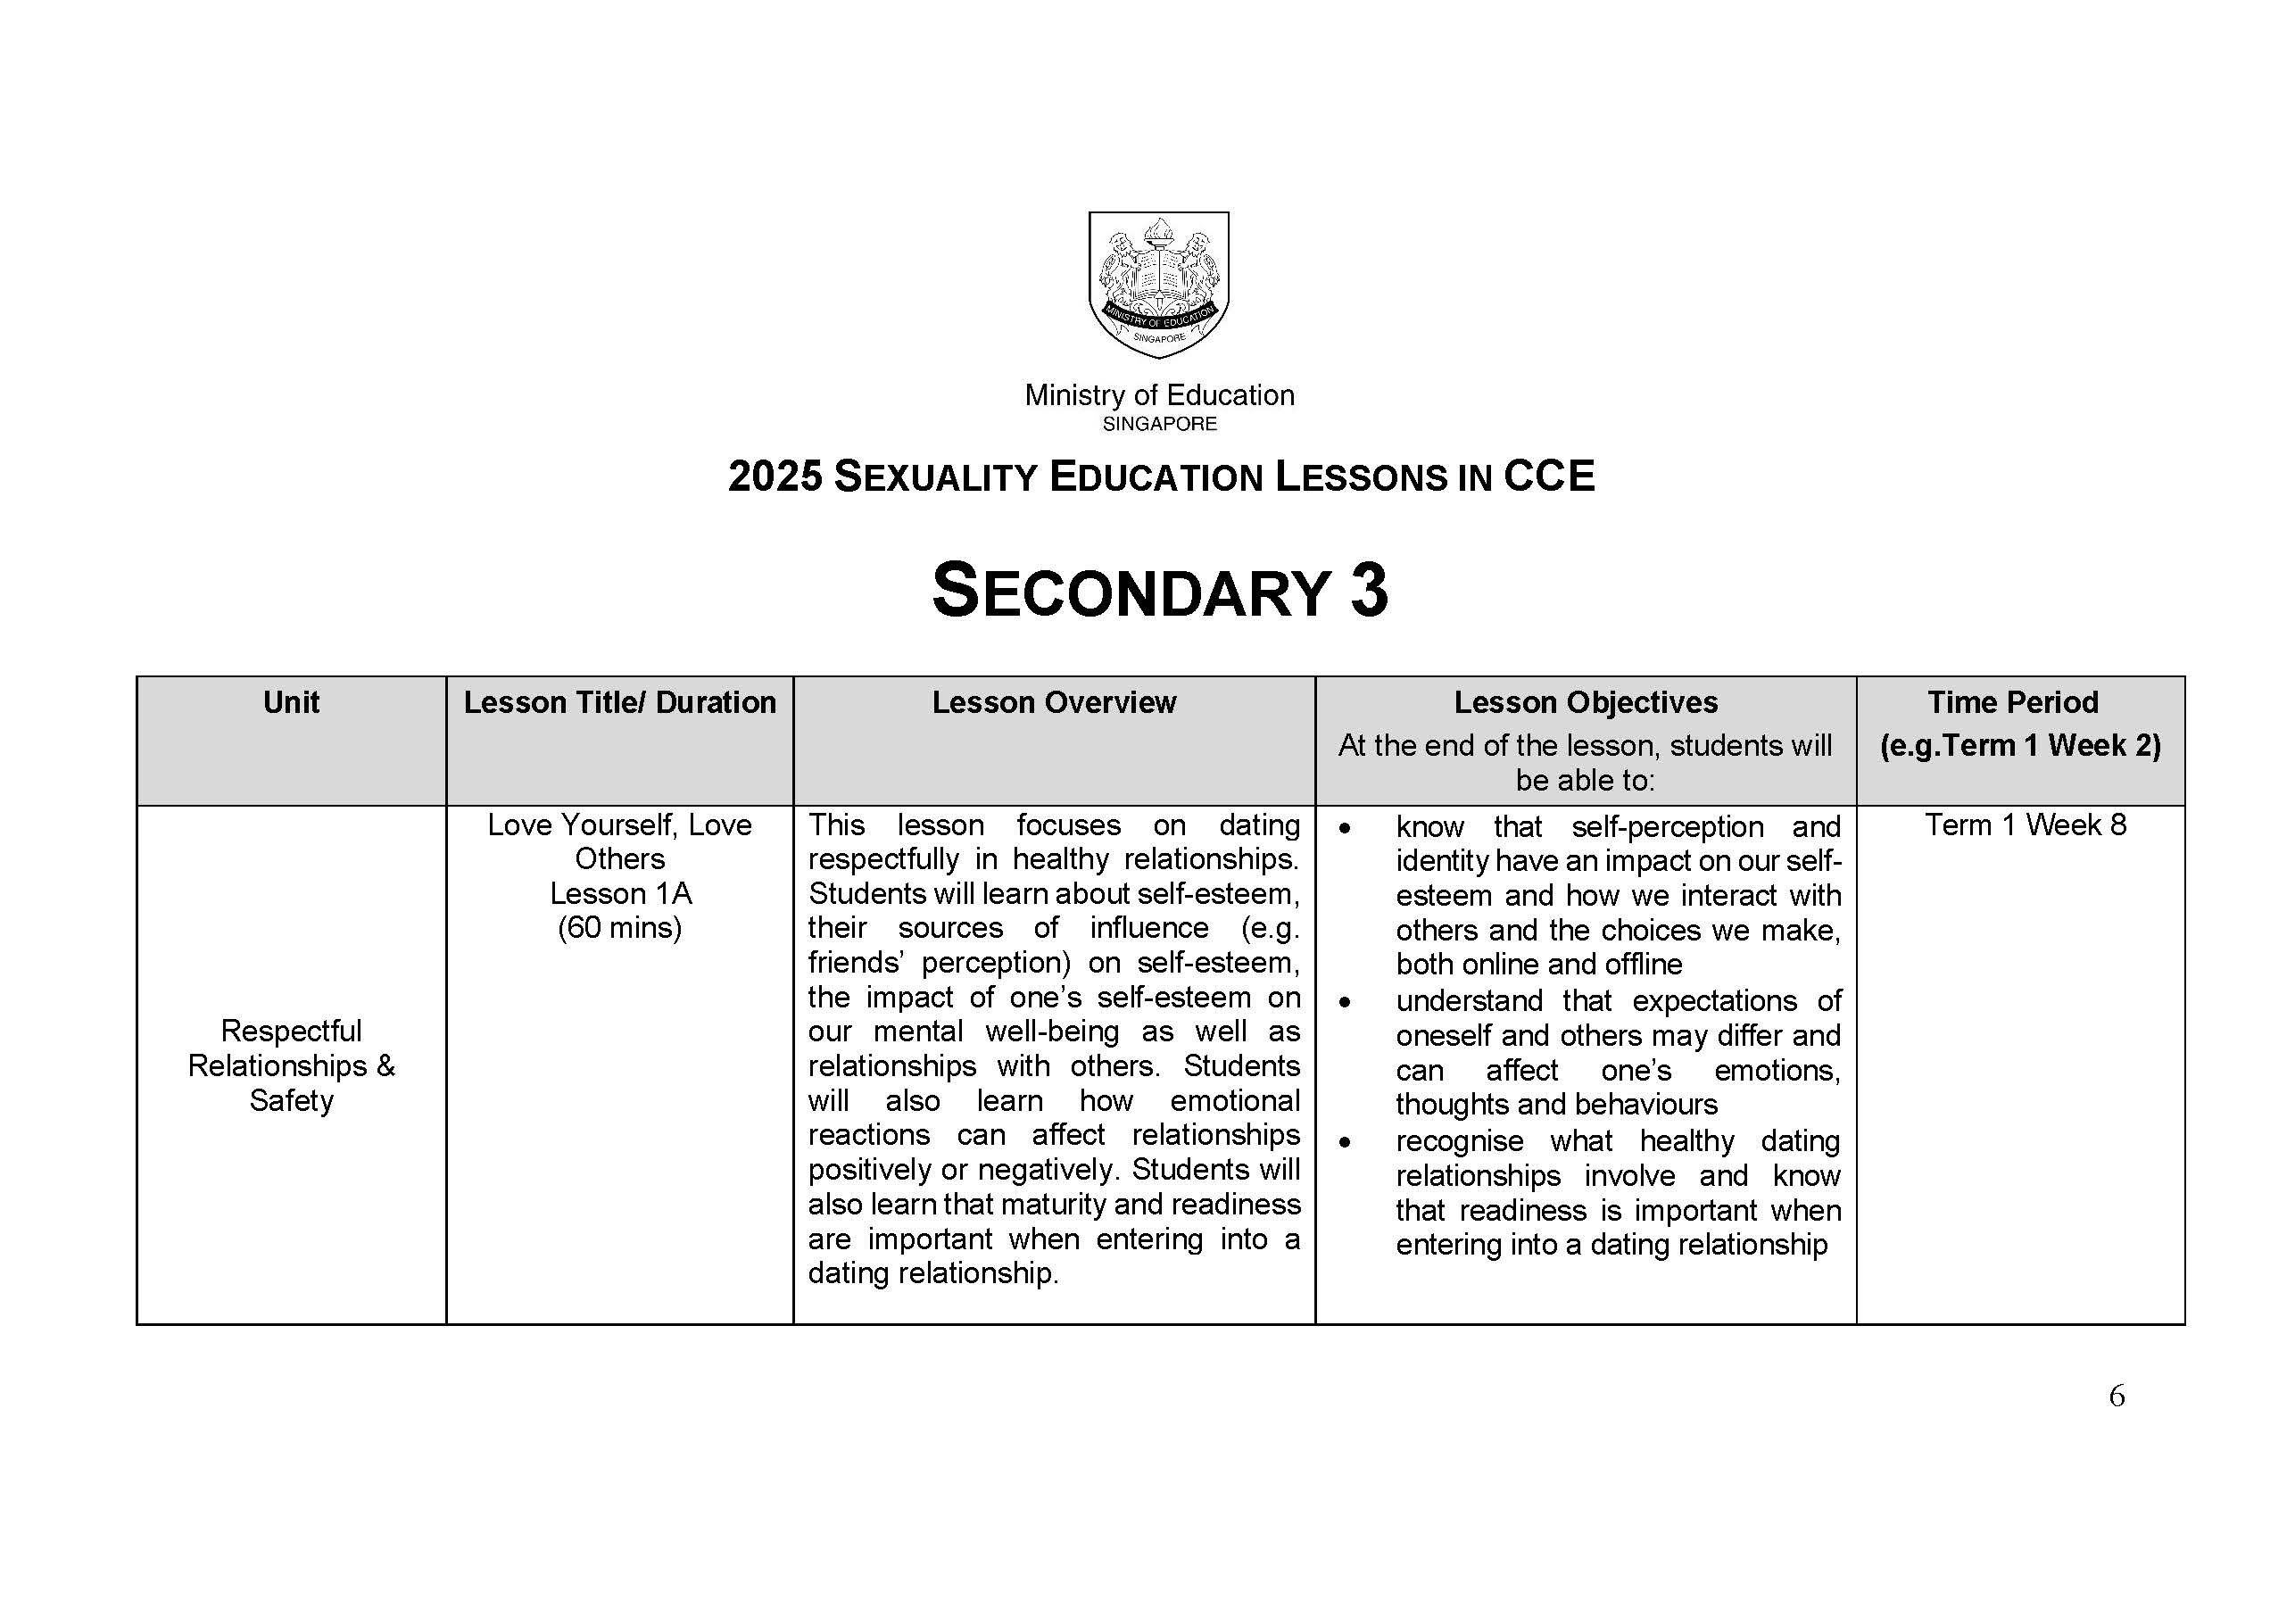 MINISTRY OF EDUCATION
SINGAPORE
Ministry of Education
SINGAPORE
2025 SEXUALITY EDUCATION LESSONS IN CCE
SECONDARY 3
Unit
Lesson Title/ Duration
Lesson Overview
Lesson Objectives
At the end of the lesson, students will
be able to:
Time Period
(e.g.Term 1 Week 2)
Respectful
Relationships &
Safety
Love Yourself, Love
Others
Lesson 1A
(60 mins)
This lesson focuses on dating
respectfully in healthy relationships.
Students will learn about self-esteem,
their sources of influence (e.g.
friends’ perception) on self-esteem,
the impact of one’s self-esteem on
our mental well-being as well as
relationships with others. Students
will also learn how emotional
reactions can affect relationships
positively or negatively. Students will
also learn that maturity and readiness
are important when entering into a
dating relationship.
• know that self-perception and
identity have an impact on our self-
esteem and how we interact with
others and the choices we make,
both online and offline
• understand that expectations of
oneself and others may differ and
can affect one’s emotions,
thoughts and behaviours
• recognise what healthy dating
relationships involve and know
that readiness is important when
entering into a dating relationship
Term 1 Week 8
6